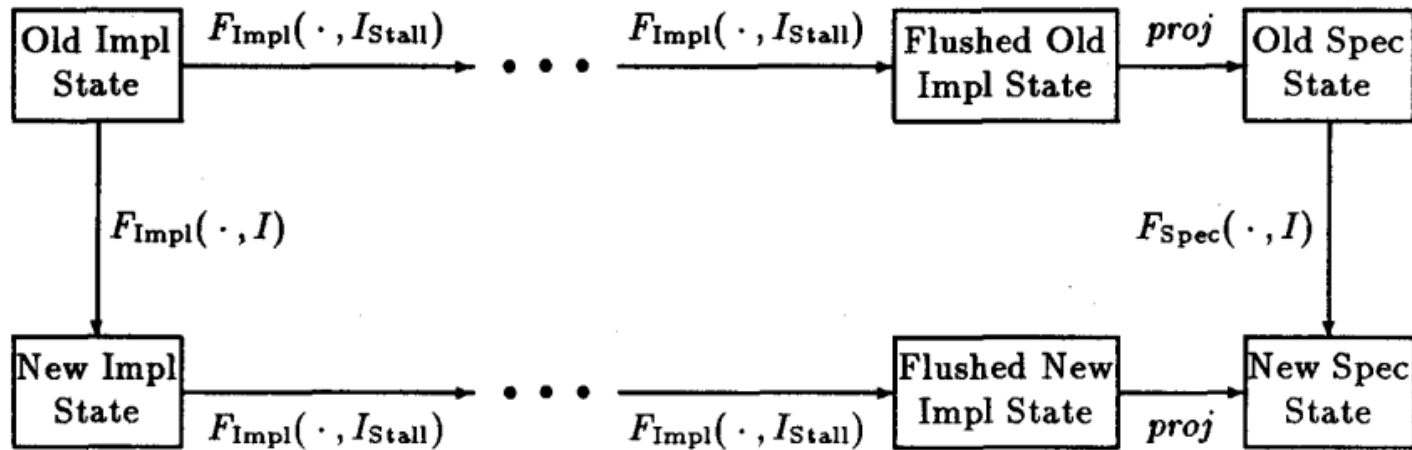 Old Impl
State
F_Impl(·, I_Stall)
F_Impl(·, I_Stall)
Flushed Old
Impl State
proj
Old Spec
State
F_Impl(·, I)
F_Spec(·, I)
New Impl
State
F_Impl(·, I_Stall)
F_Impl(·, I_Stall)
Flushed New
Impl State
proj
New Spec
State